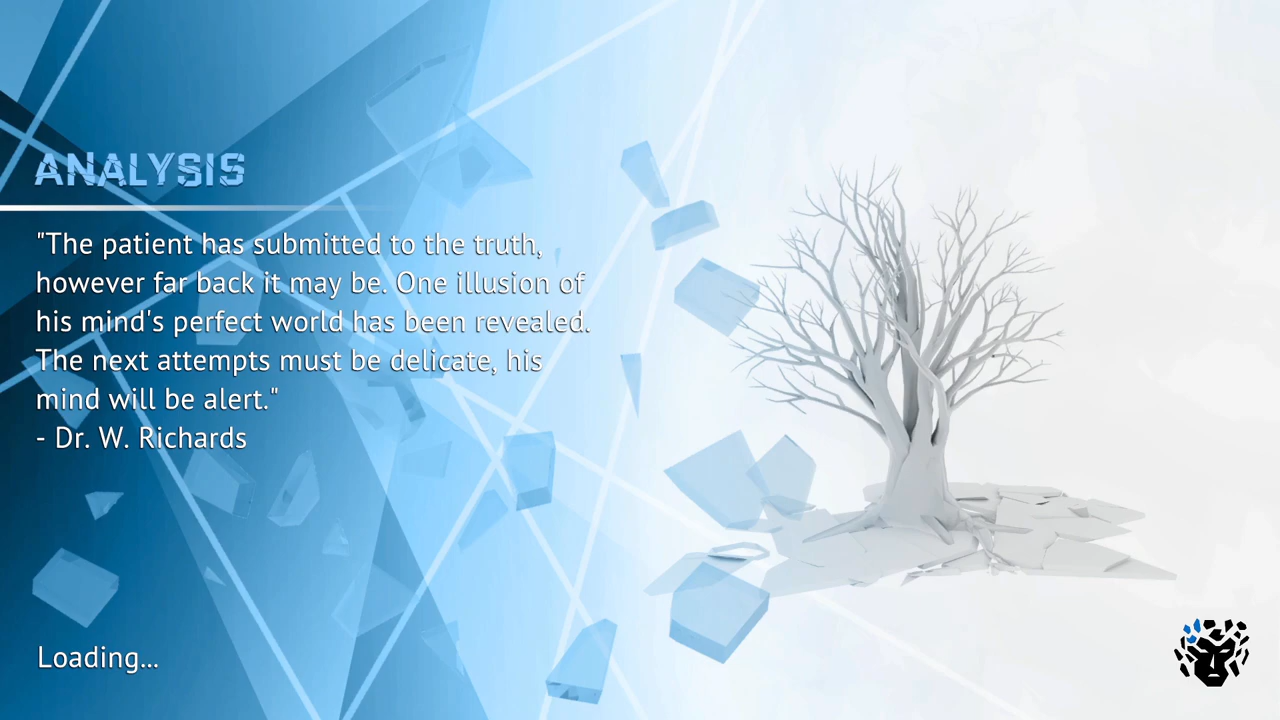 ANALYSIS
"The patient has submitted to the truth,
however far back it may be. One illusion of
his mind's perfect world has been revealed.
The next attempts must be delicate, his
mind will be alert."
- Dr. W. Richards
Loading...